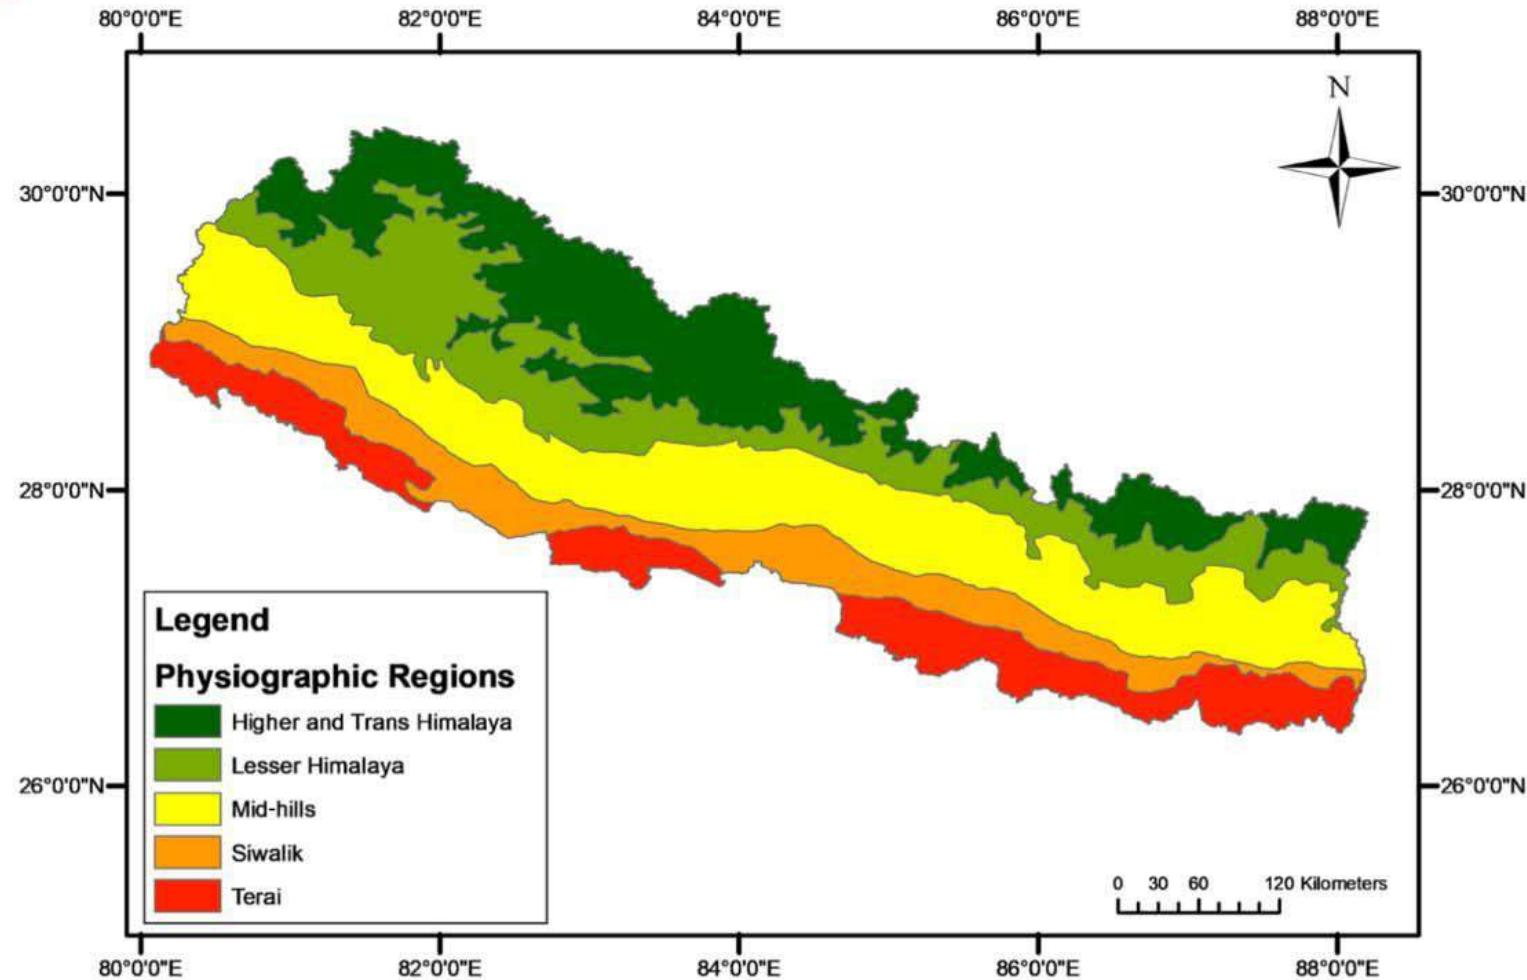 80°0'0"E 82°0'0"E 84°0'0"E 86°0'0"E 88°0'0"E
N
30°0'0"N 30°0'0"N
28°0'0"N 28°0'0"N
Legend
Physiographic Regions
Higher and Trans Himalaya
Lesser Himalaya
26°0'0"N 26°0'0"N
Mid-hills
Siwalik
Terai
0 30 60 120 Kilometers
80°0'0"E 82°0'0"E 84°0'0"E 86°0'0"E 88°0'0"E